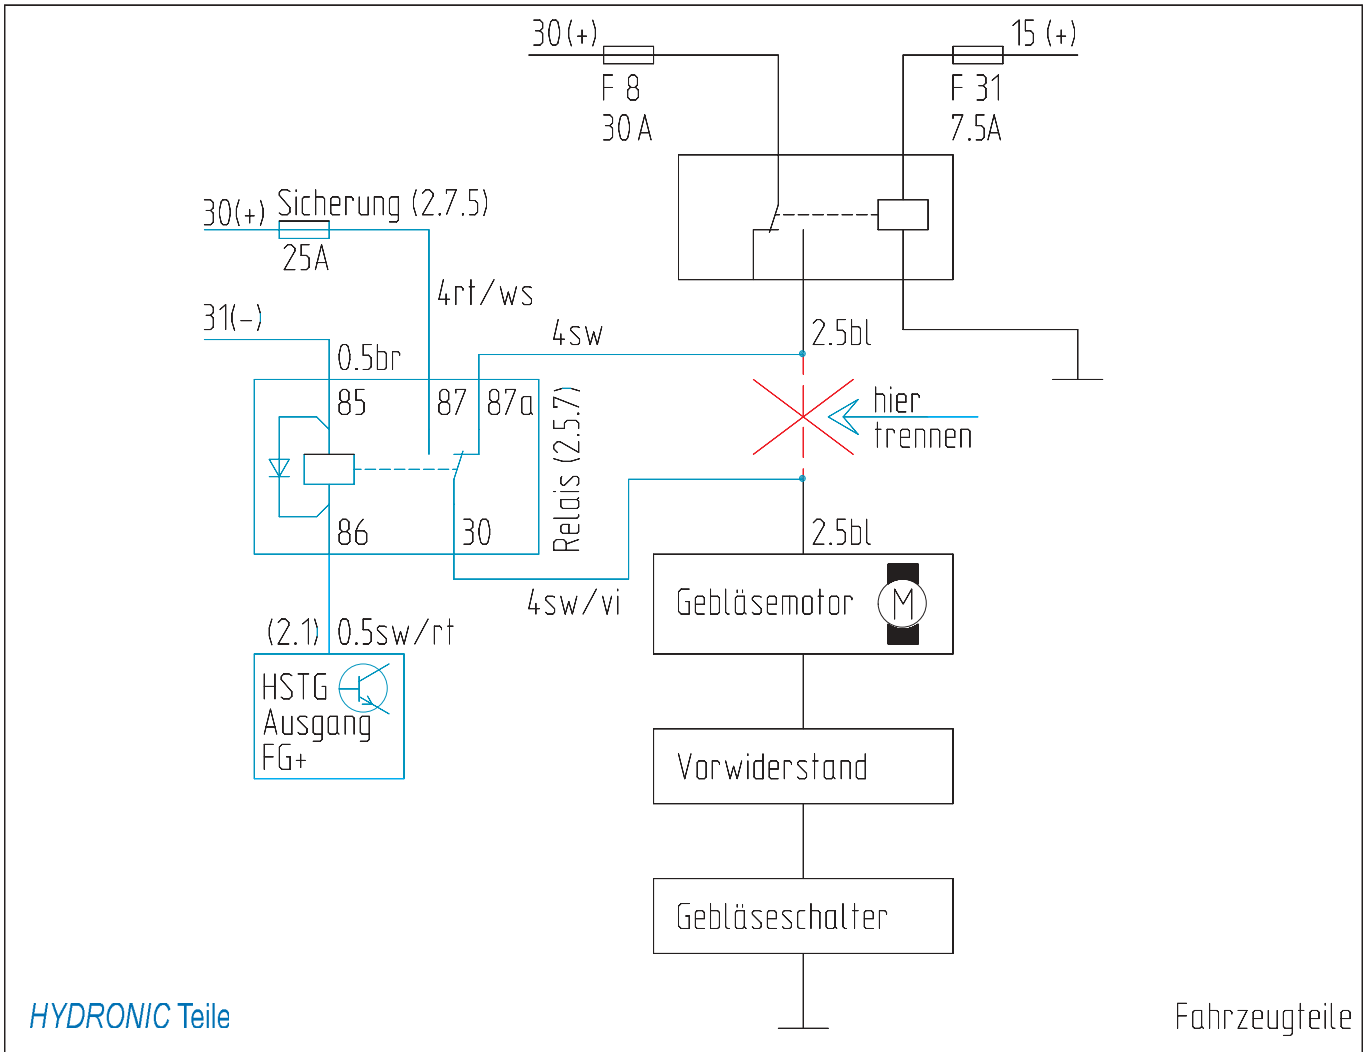 30(+)
15 (+)
F 8
30A
F 31
7.5A
Sicherung (2.7.5)
30(+)
25A
4rt/ws
31(-)
4sw
2.5bl
0.5br
85
87
87a
Relais (2.5.7)
hier
trennen
86
30
2.5bl
4sw/vi
Gebläsemotor
M
(2.1)
0.5sw/rt
HSTG
Ausgang
FG+
Vorwiderstand
Gebläseschalter
HYDRONIC Teile
Fahrzeugteile